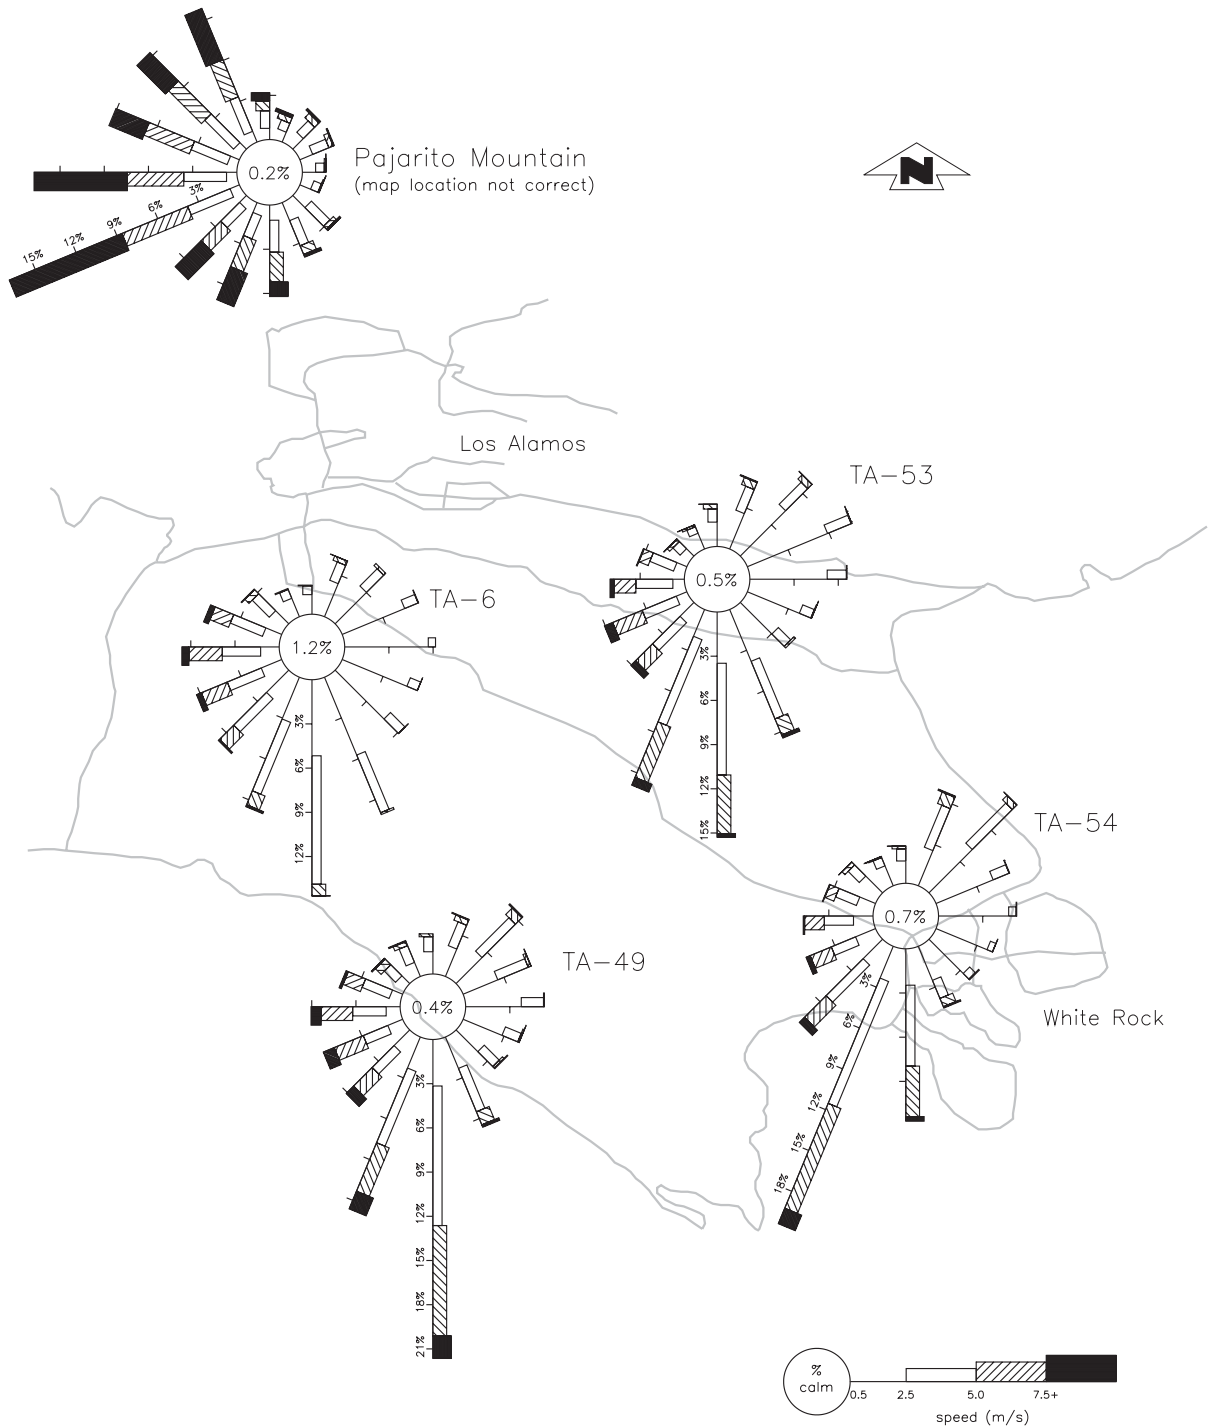 0.2%
Pajarito Mountain
(map location not correct)
N
3%
6%
9%
12%
15%
Los Alamos
TA-53
0.5%
3%
6%
9%
12%
15%
TA-6
1.2%
3%
6%
9%
12%
TA-54
0.7%
3%
6%
9%
12%
15%
18%
TA-49
0.4%
3%
6%
9%
12%
15%
18%
21%
White Rock
%
calm
0.5 2.5 5.0 7.5+
speed (m/s)